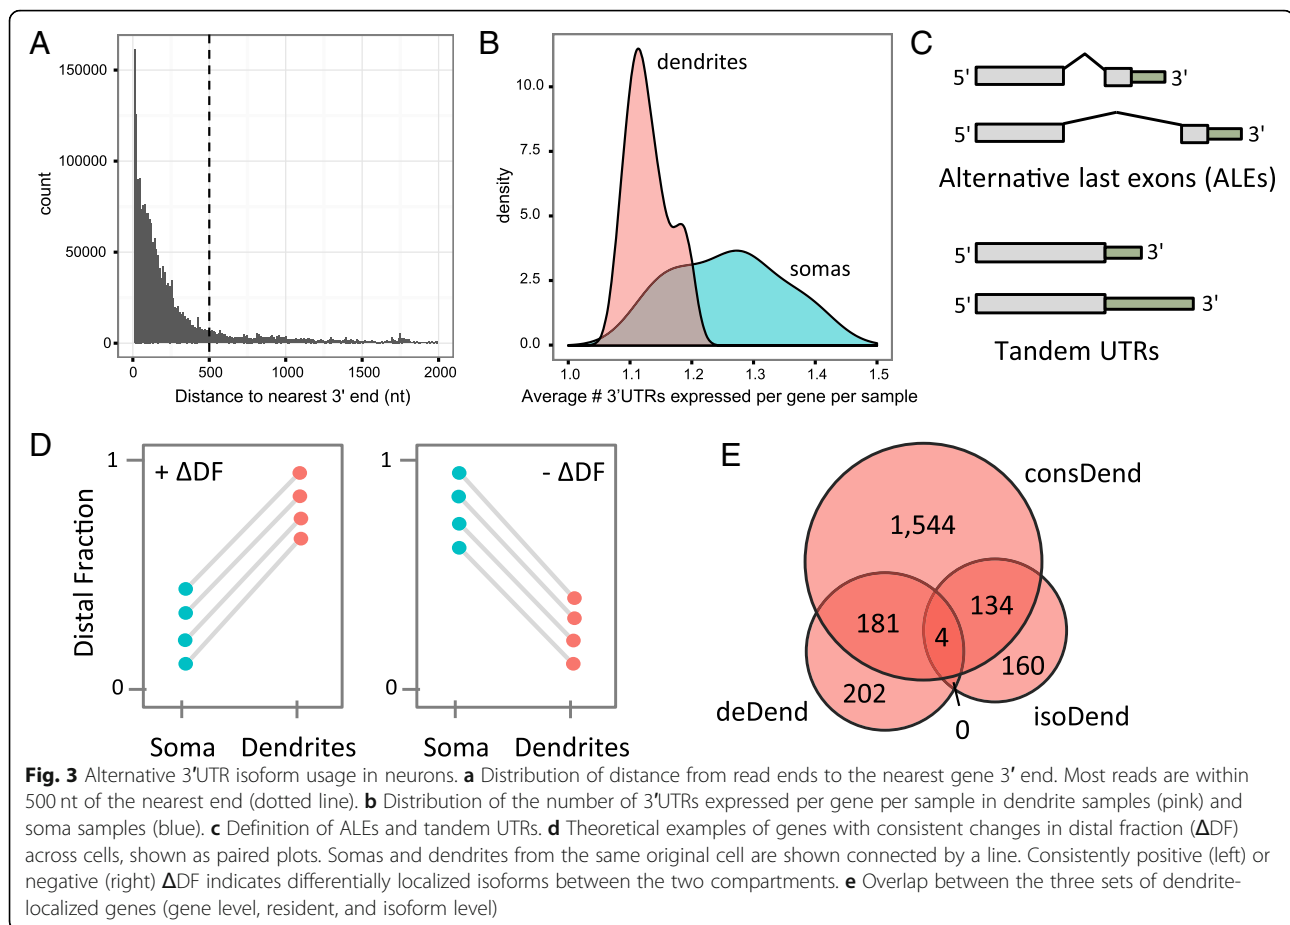 A
150000
100000
50000
0
count
0 500 1000 1500 2000
Distance to nearest 3' end (nt)
B
dendrites
somas
10.0
7.5
5.0
2.5
0.0
density
1.0 1.1 1.2 1.3 1.4 1.5
Average # 3'UTRs expressed per gene per sample
C
5' 3'
5' 3'
Alternative last exons (ALEs)
5' 3'
5' 3'
Tandem UTRs
D
1
0
Distal Fraction
+ ΔDF
Soma Dendrites
1
0
- ΔDF
Soma Dendrites
E
consDend
1,544
181
4
134
202
160
deDend
isoDend
0
Fig. 3 Alternative 3′UTR isoform usage in neurons. a Distribution of distance from read ends to the nearest gene 3′ end. Most reads are within
500 nt of the nearest end (dotted line). b Distribution of the number of 3′UTRs expressed per gene per sample in dendrite samples (pink) and
soma samples (blue). c Definition of ALEs and tandem UTRs. d Theoretical examples of genes with consistent changes in distal fraction (ΔDF)
across cells, shown as paired plots. Somas and dendrites from the same original cell are shown connected by a line. Consistently positive (left) or
negative (right) ΔDF indicates differentially localized isoforms between the two compartments. e Overlap between the three sets of dendrite-
localized genes (gene level, resident, and isoform level)